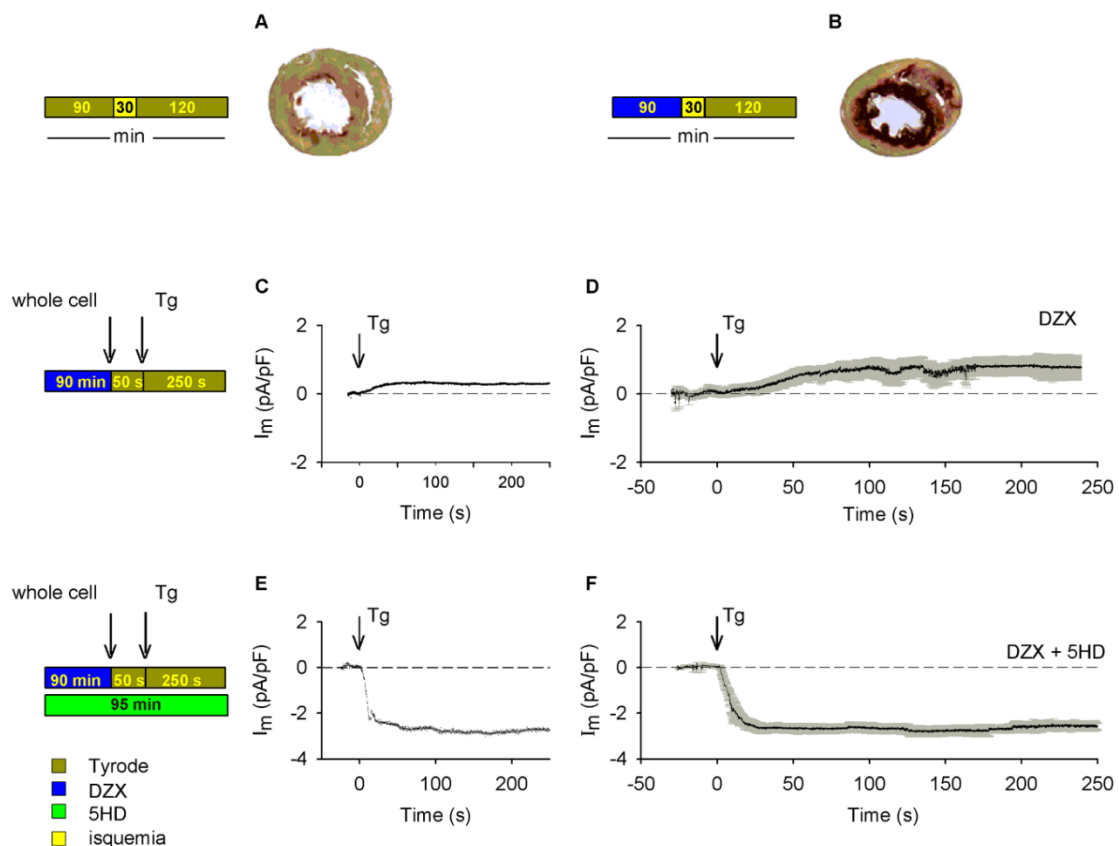 A
B
90 30 120
min
90 30 120
min
C
D
whole cell Tg
90 min 50 s 250 s
Tg
2
0
-2
I_m (pA/pF)
0 100 200
Time (s)
Tg
DZX
2
0
-2
I_m (pA/pF)
-50 0 50 100 150 200 250
Time (s)
E
F
whole cell Tg
90 min 50 s 250 s
95 min
Tg
2
0
-2
-4
I_m (pA/pF)
0 100 200
Time (s)
Tg
DZX + 5HD
2
0
-2
-4
I_m (pA/pF)
-50 0 50 100 150 200 250
Time (s)
Tyrode
DZX
5HD
isquemia